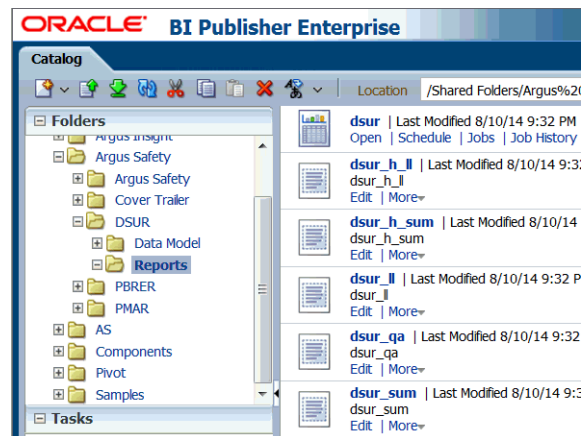 ORACLE BI Publisher Enterprise
Catalog
Location /Shared Folders/Argus%20
Folders
Argus Insight
Argus Safety
Argus Safety
Cover Trailer
DSUR
Data Model
Reports
PBRER
PMAR
AS
Components
Pivot
Samples
Tasks
dsur | Last Modified 8/10/14 9:32 PM
Open | Schedule | Jobs | Job History
dsur_h_ll | Last Modified 8/10/14 9:32
dsur_h_ll
Edit | More
dsur_h_sum | Last Modified 8/10/14
dsur_h_sum
Edit | More
dsur_ll | Last Modified 8/10/14 9:32 P
dsur_ll
Edit | More
dsur_qa | Last Modified 8/10/14 9:32
dsur_qa
Edit | More
dsur_sum | Last Modified 8/10/14 9:3
dsur_sum
Edit | More